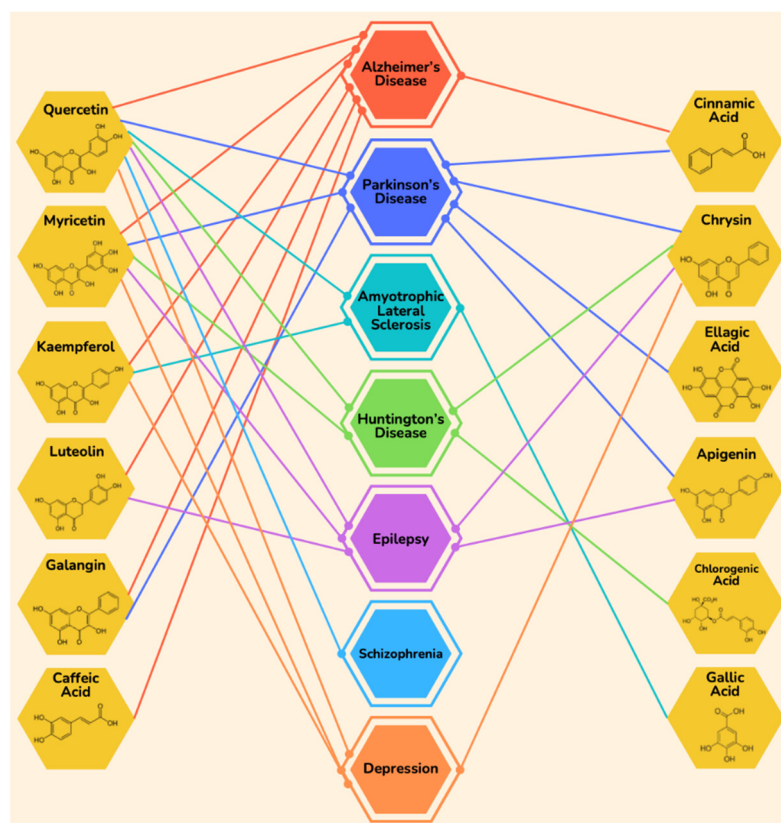 Alzheimer's
Disease
Quercetin
Cinnamic
Acid
Parkinson's
Disease
Myricetin
Chrysin
Amyotrophic
Lateral
Sclerosis
Kaempferol
Ellagic
Acid
Huntington's
Disease
Luteolin
Apigenin
Epilepsy
Galangin
Chlorogenic
Acid
Schizophrenia
Caffeic
Acid
Gallic
Acid
Depression